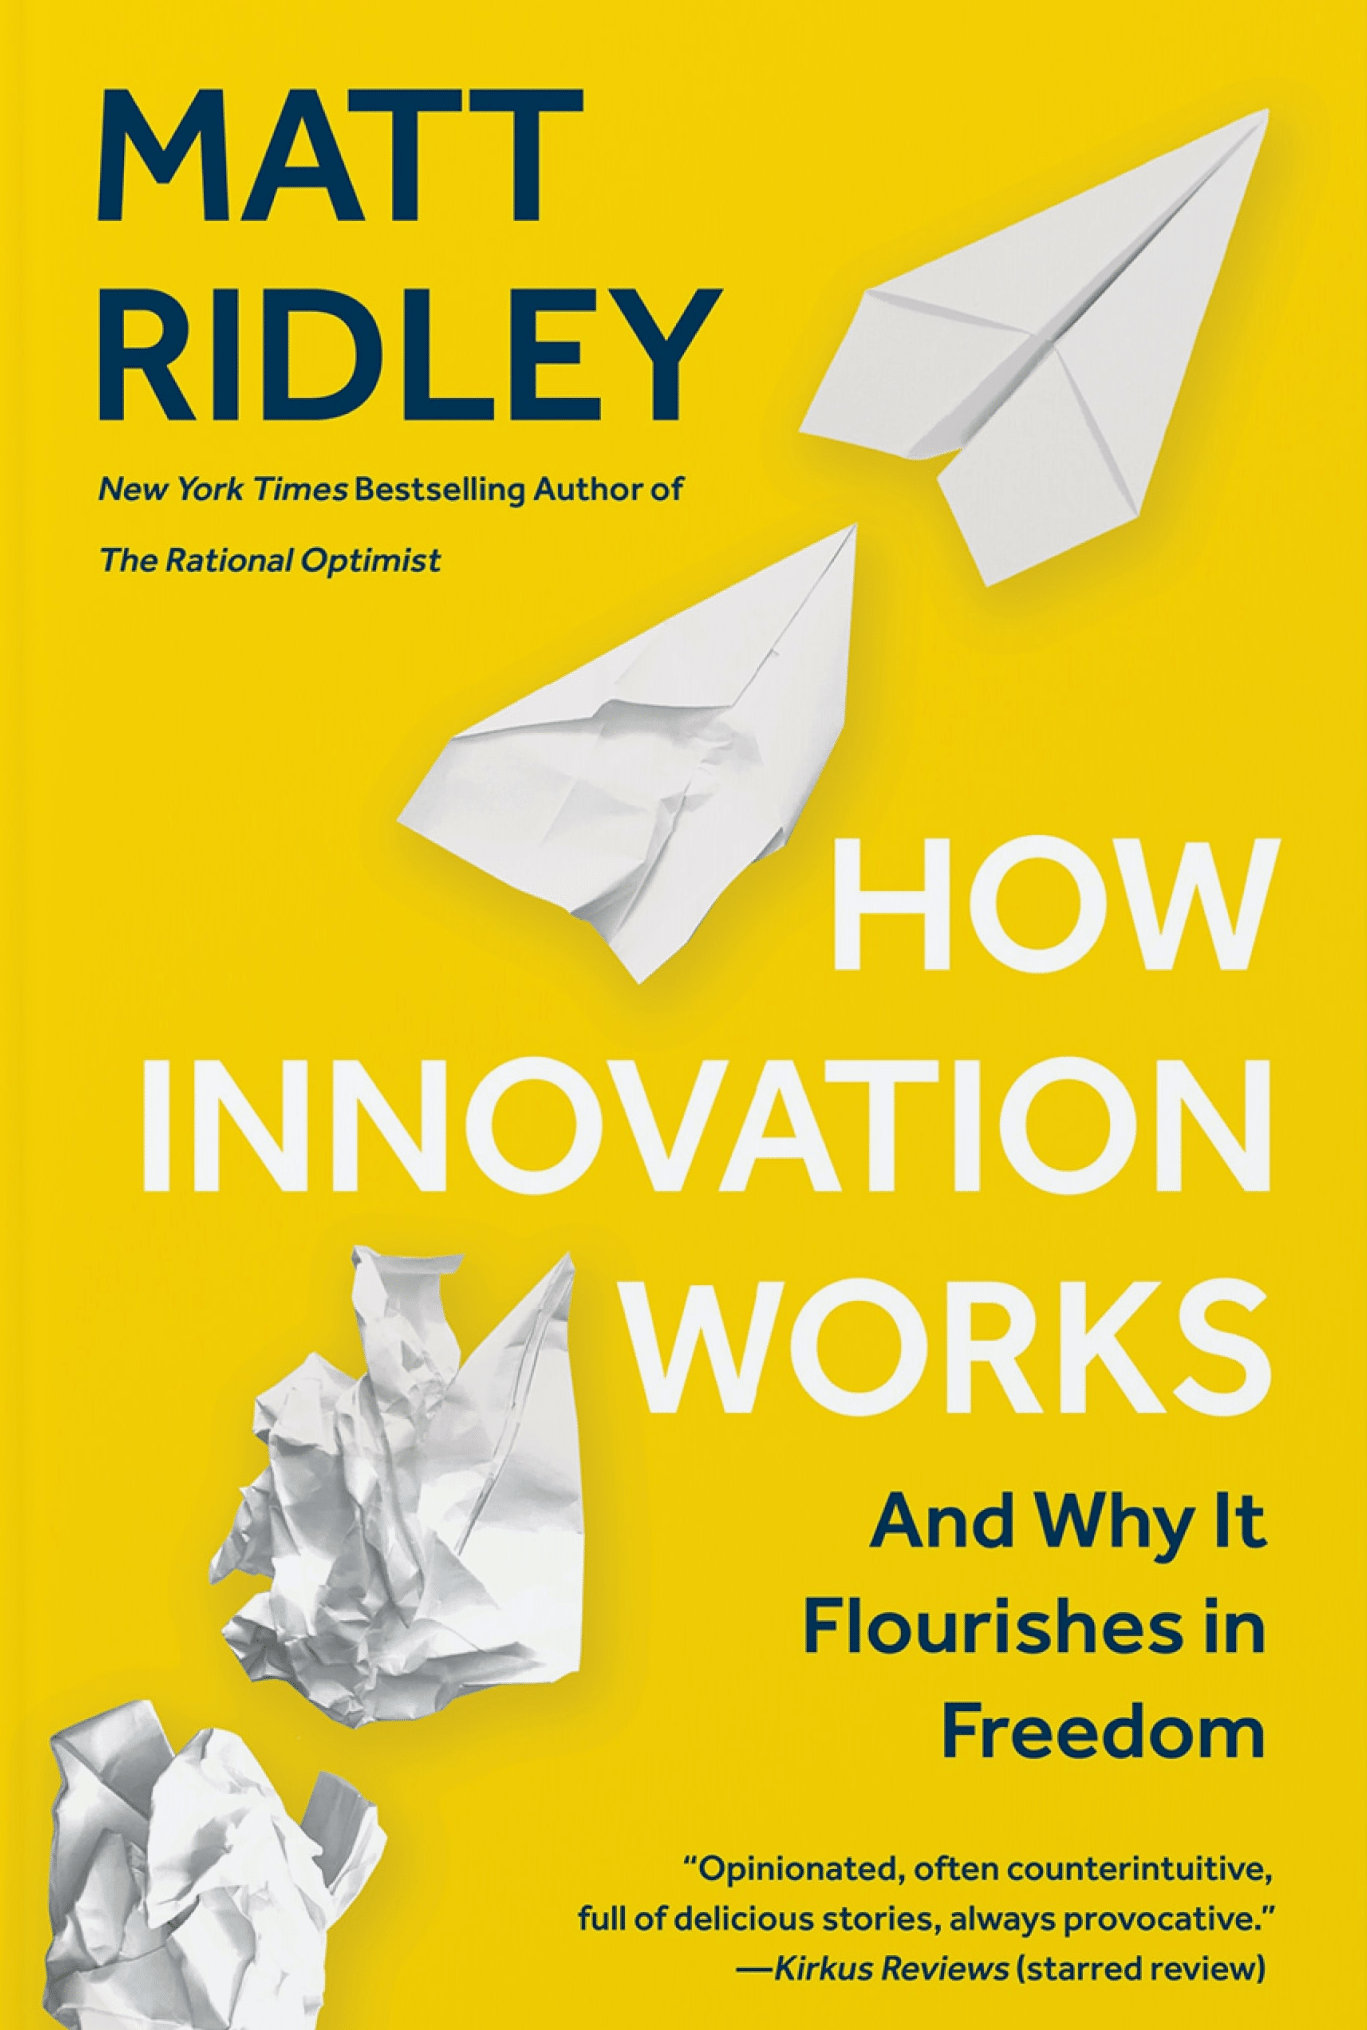 MATT
RIDLEY
New York Times Bestselling Author of
The Rational Optimist
HOW
INNOVATION
WORKS
And Why It
Flourishes in
Freedom
“Opinionated, often counterintuitive,
full of delicious stories, always provocative.”
—Kirkus Reviews (starred review)